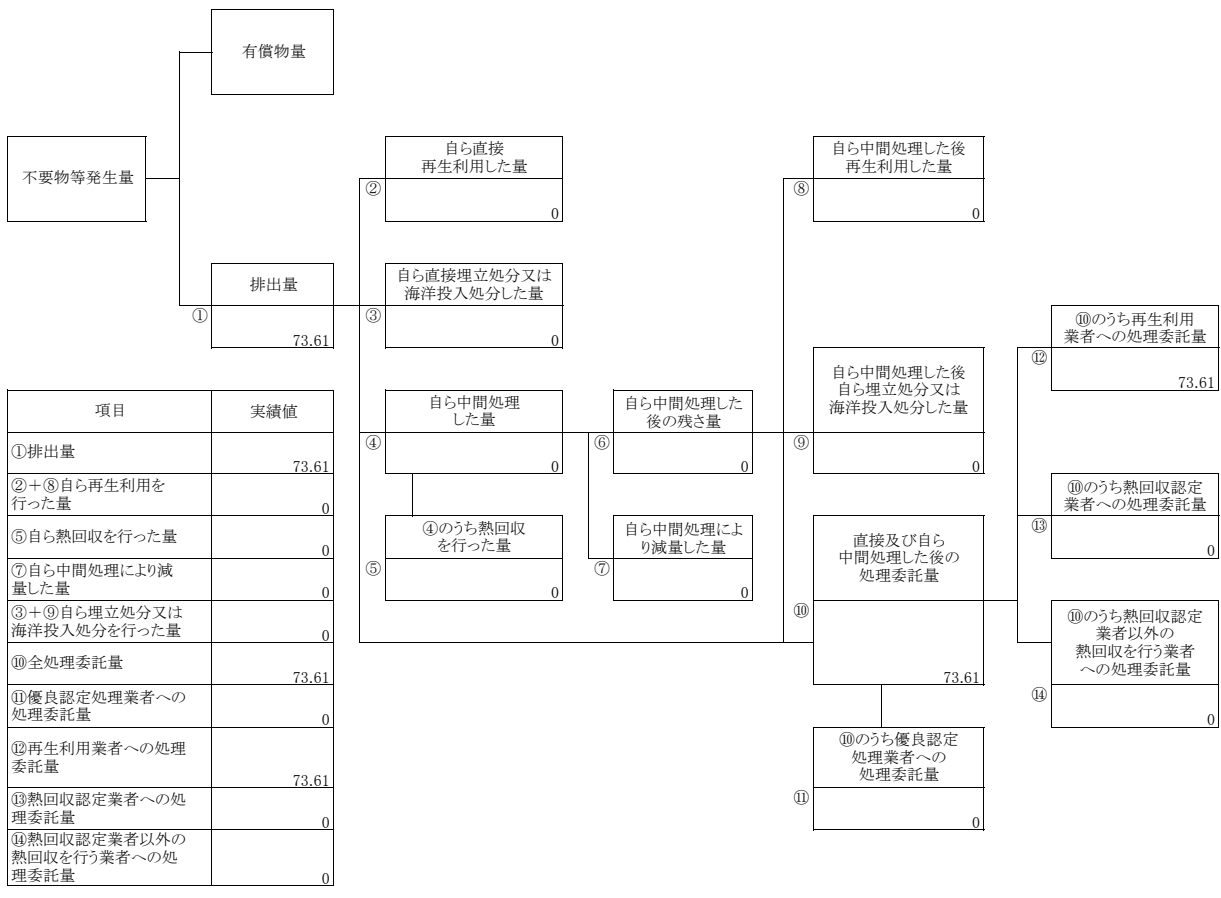 有償物量
不要物等発生量
自ら直接
再生利用した量
②
0
自ら中間処理した後
再生利用した量
⑧
0
排出量
①
73.61
自ら直接埋立処分又は
海洋投入処分した量
③
0
⑩のうち再生利用
業者への処理委託量
⑫
73.61
自ら中間処理した後
自ら埋立処分又は
海洋投入処分した量
⑨
0
自ら中間処理
した量
④
0
自ら中間処理した
後の残さ量
⑥
0
⑩のうち熱回収認定
業者への処理委託量
⑬
0
④のうち熱回収
を行った量
⑤
0
自ら中間処理によ
り減量した量
⑦
0
直接及び自ら
中間処理した後の
処理委託量
⑩
73.61
⑩のうち熱回収認定
業者以外の
熱回収を行う業者
への処理委託量
⑭
0
⑩のうち優良認定
処理業者への
処理委託量
⑪
0
項目
実績値
①排出量
73.61
②＋⑧自ら再生利用を
行った量
0
⑤自ら熱回収を行った量
0
⑦自ら中間処理により減
量した量
0
③＋⑨自ら埋立処分又は
海洋投入処分を行った量
0
⑩全処理委託量
73.61
⑪優良認定処理業者への
処理委託量
0
⑫再生利用業者への処理
委託量
73.61
⑬熱回収認定業者への処
理委託量
0
⑭熱回収認定業者以外の
熱回収を行う業者への処
理委託量
0